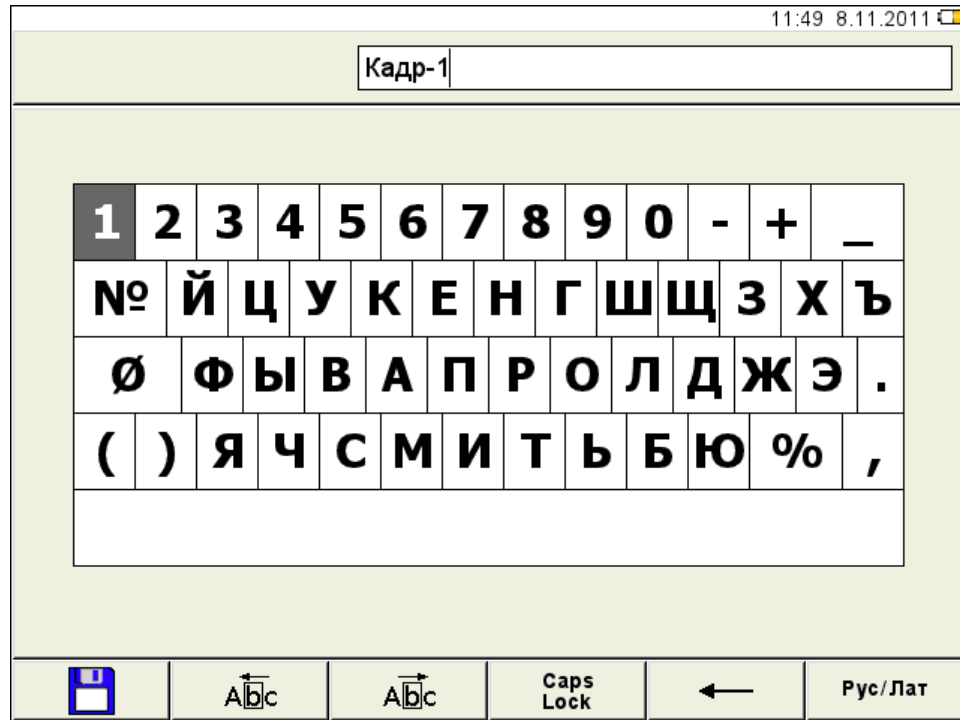 11:49 8.11.2011
Кадр-1
1 2 3 4 5 6 7 8 9 0 - + _
№ Й Ц У К Е Н Г Ш Щ З Х Ъ
Ø Ф Ы В А П Р О Л Д Ж Э .
( ) Я Ч С М И Т Ь Б Ю % ,
Abc Abc Caps Lock Рус/Лат